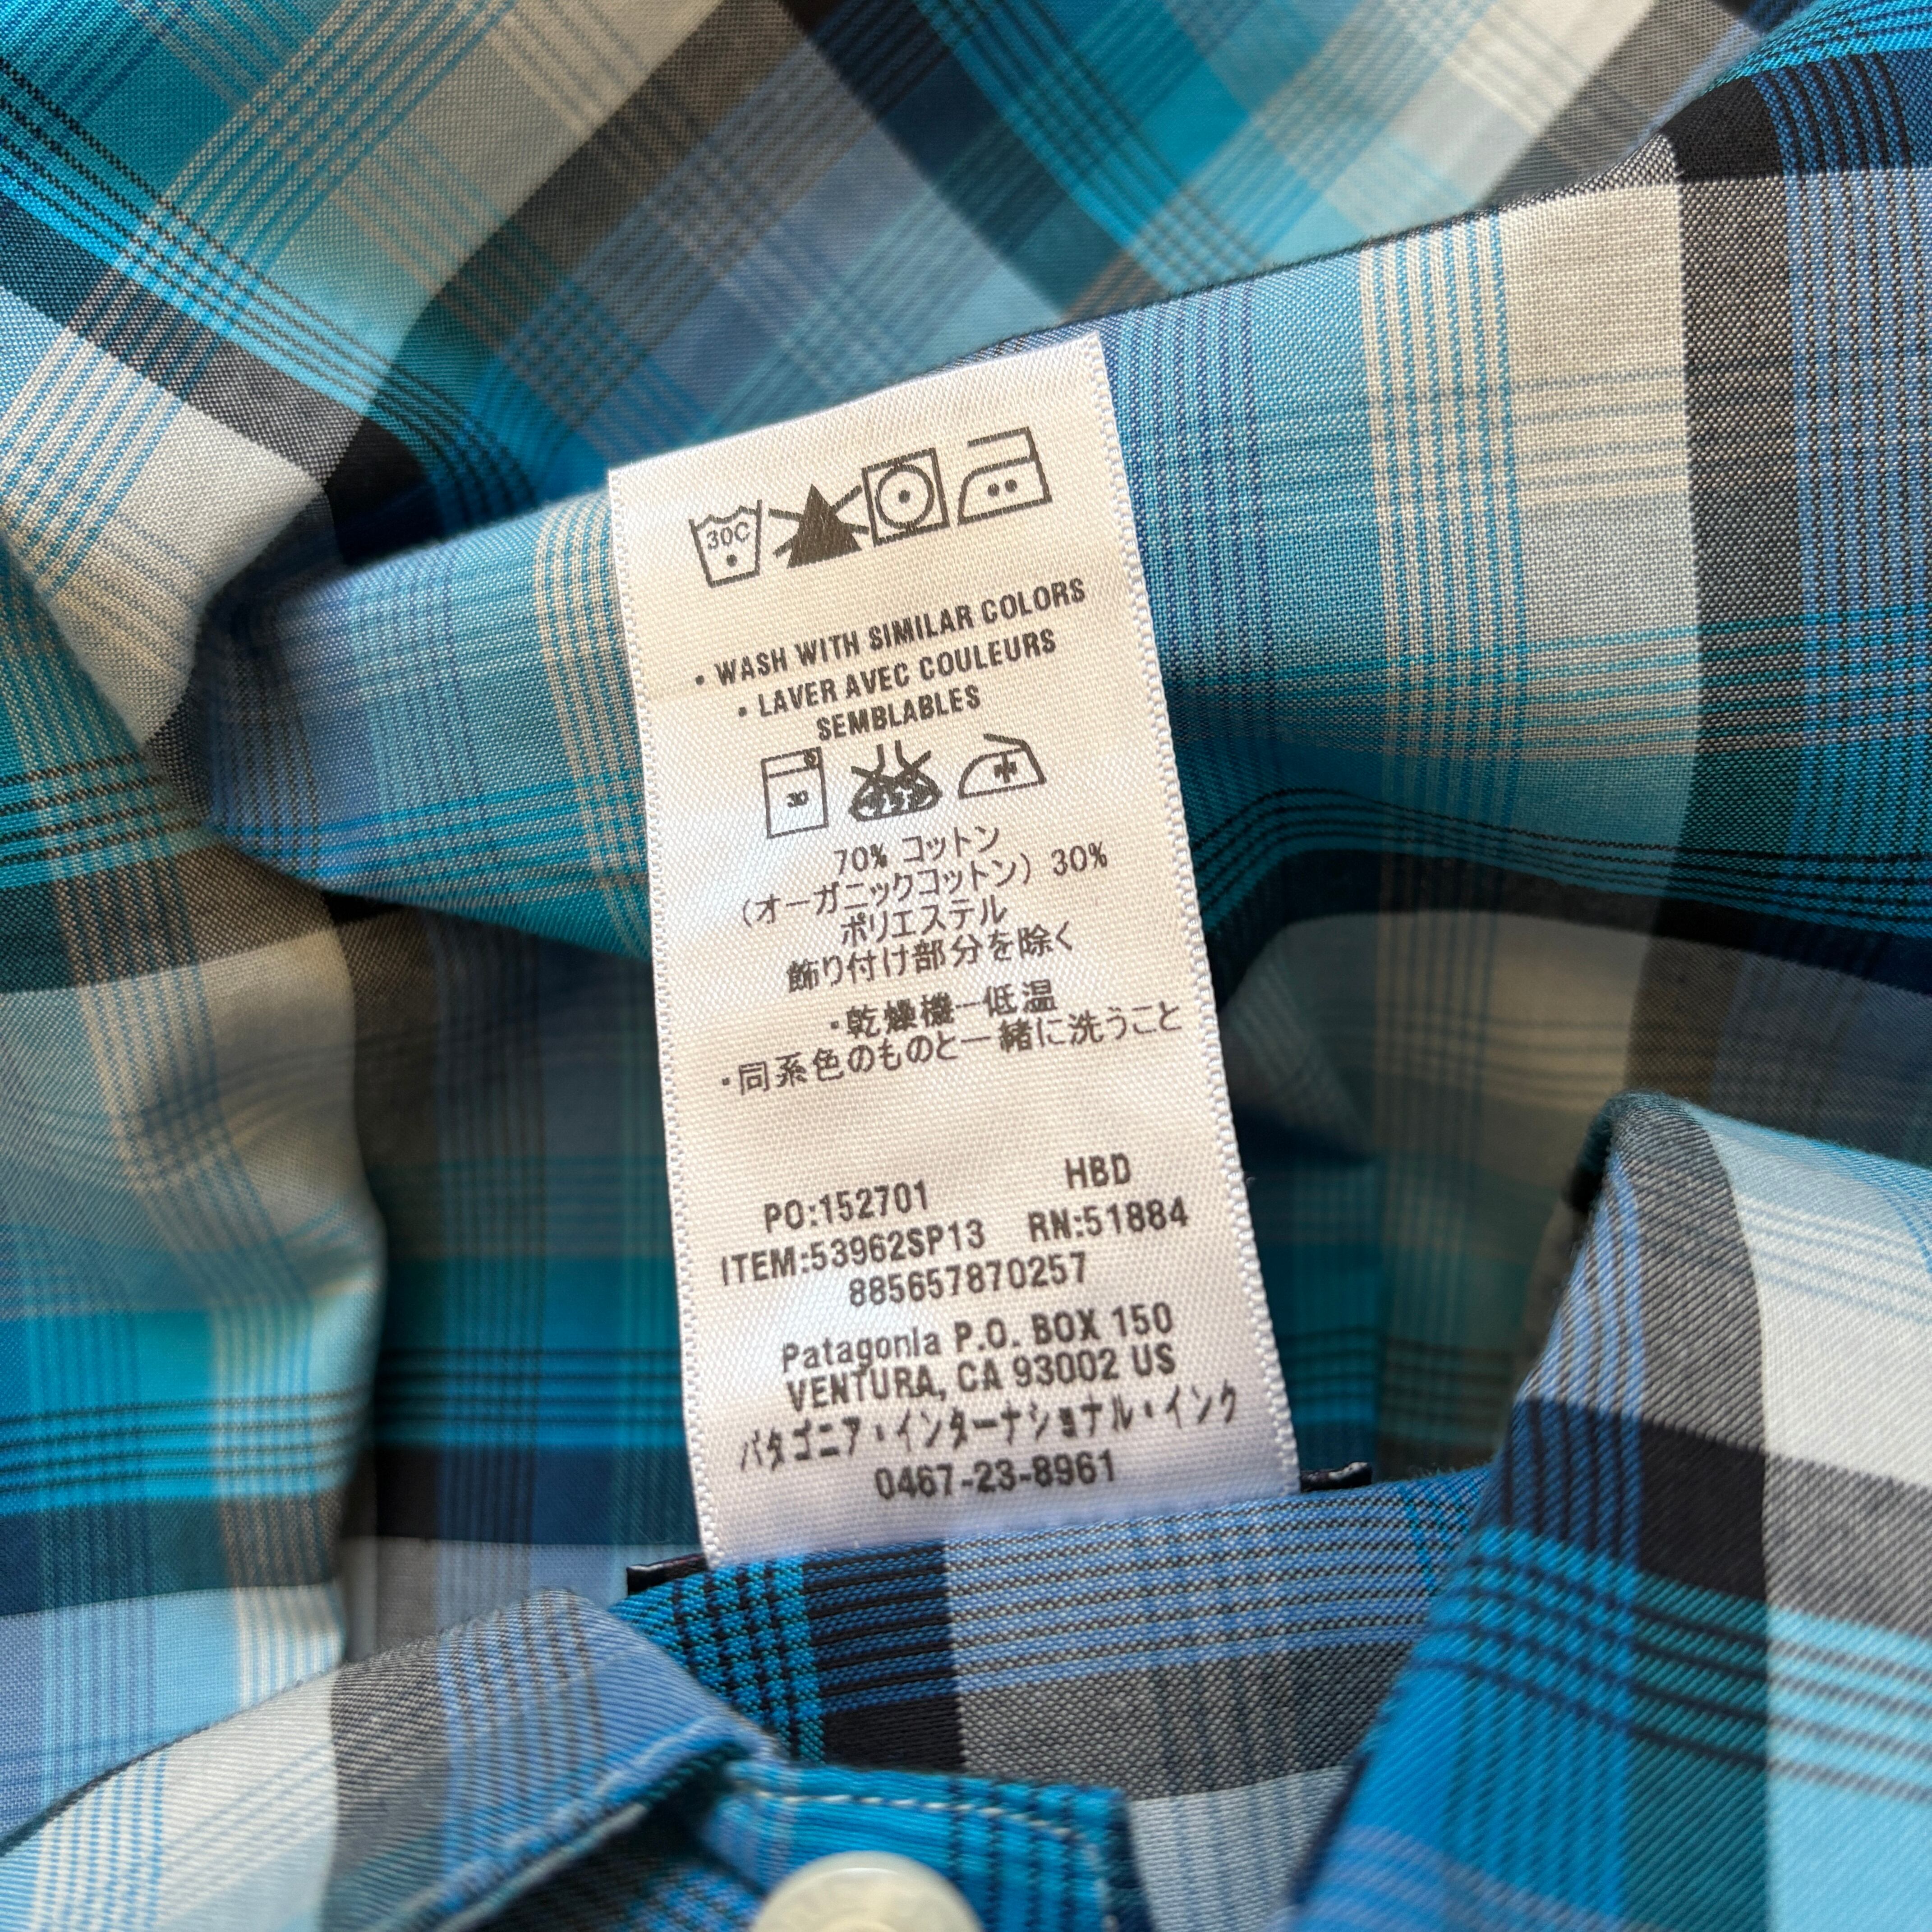 30C
• WASH WITH SIMILAR COLORS
• LAVER AVEC COULEURS
SEMBLABLES
30
70% コットン
(オーガニックコットン) 30%
ポリエステル
飾り付け部分を除く
・乾燥機ー低温
・同系色のものと一緒に洗うこと
HBD
PO:152701
ITEM:53962SP13 RN:51884
885657870257
Patagonia P.O. BOX 150
VENTURA, CA 93002 US
パタゴニア・インターナショナル・インク
0467-23-8961